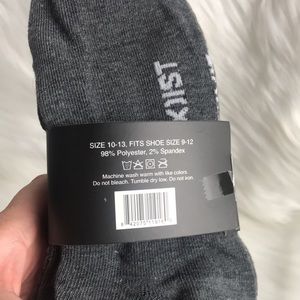 X)IST
SIZE 10-13. FITS SHOE SIZE 9-12
98% Polyester, 2% Spandex
Machine wash warm with like colors.
Do not bleach. Tumble dry low. Do not iron.